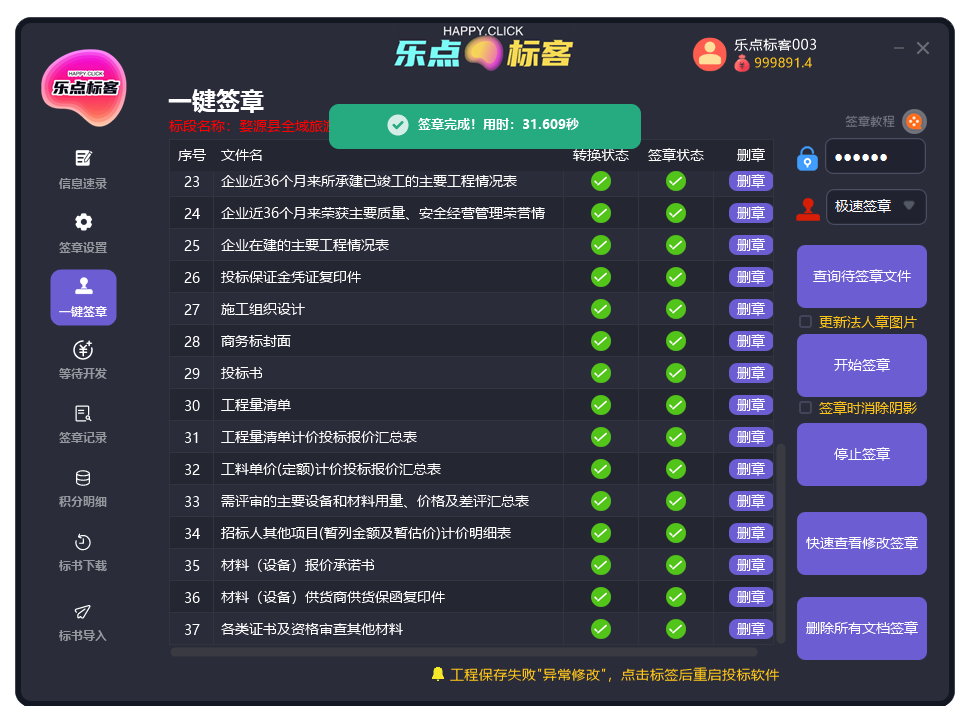 HAPPY.CLICK
乐点标客
乐点标客003
999891.4
HAPPY CLICK
乐点标客
一键签章
标段名称：婺源县全域旅游
签章完成！用时：31.609秒
签章教程
序号 文件名 转换状态 签章状态 删章
23 企业近36个月来所承建已竣工的主要工程情况表 删章
24 企业近36个月来荣获主要质量、安全经营管理荣誉情 删章
25 企业在建的主要工程情况表 删章
26 投标保证金凭证复印件 删章
27 施工组织设计 删章
28 商务标封面 删章
29 投标书 删章
30 工程量清单 删章
31 工程量清单计价投标报价汇总表 删章
32 工料单价(定额)计价投标报价汇总表 删章
33 需评审的主要设备和材料用量、价格及差评汇总表 删章
34 招标人其他项目(暂列金额及暂估价)计价明细表 删章
35 材料（设备）报价承诺书 删章
36 材料（设备）供货商供货保函复印件 删章
37 各类证书及资格审查其他材料 删章
信息速录
签章设置
一键签章
等待开发
签章记录
积分明细
标书下载
标书导入
●●●●●●
极速签章
查询待签章文件
更新法人章图片
开始签章
签章时消除阴影
停止签章
快速查看修改签章
删除所有文档签章
工程保存失败"异常修改"，点击标签后重启投标软件